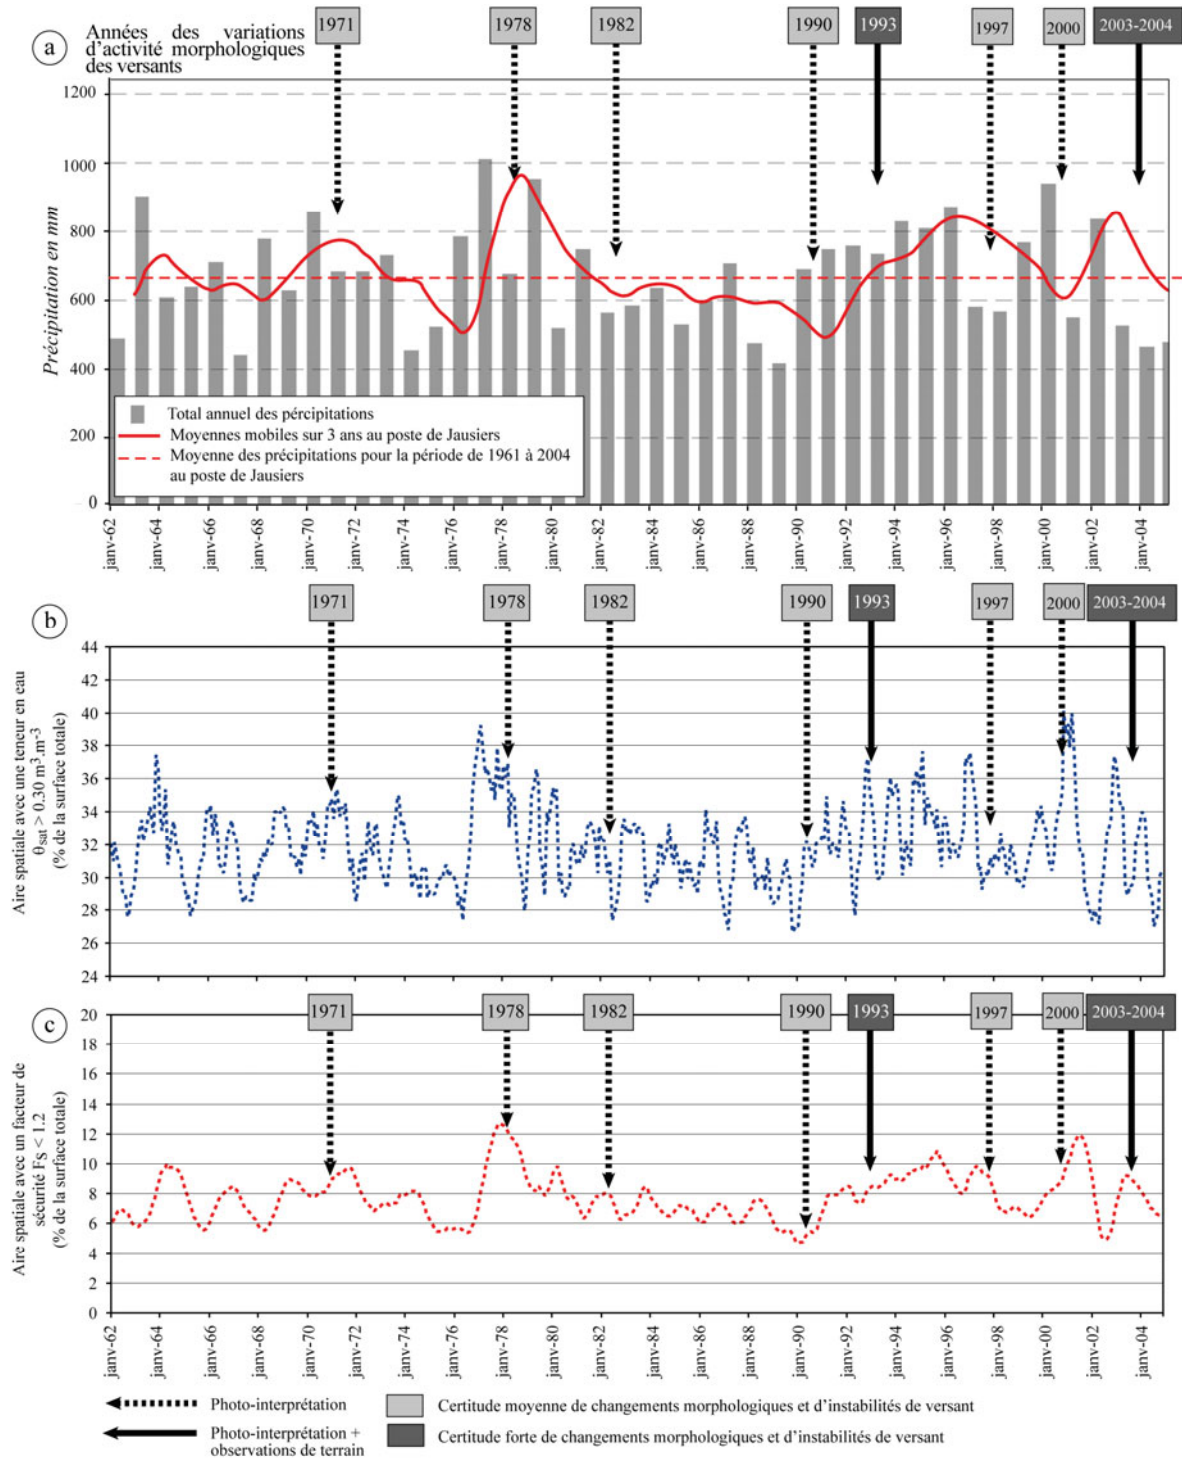 1971
1978
1982
1990
1993
1997
2000
2003-2004
a
Années des variations
d'activité morphologiques
des versants
Précipitation en mm
1200
1000
800
600
400
200
0
Total annuel des pércipitations
Moyennes mobiles sur 3 ans au poste de Jausiers
Moyenne des précipitations pour la période de 1961 à 2004
au poste de Jausiers
janv-62
janv-64
janv-66
janv-68
janv-70
janv-72
janv-74
janv-76
janv-78
janv-80
janv-82
janv-84
janv-86
janv-88
janv-90
janv-92
janv-94
janv-96
janv-98
janv-00
janv-02
janv-04
b
1971
1978
1982
1990
1993
1997
2000
2003-2004
Aire spatiale avec une teneur en eau
θsat > 0.30 m³.m⁻³
(% de la surface totale)
44
42
40
38
36
34
32
30
28
26
24
c
1971
1978
1982
1990
1993
1997
2000
2003-2004
Aire spatiale avec un facteur de
sécurité Fs < 1.2
(% de la surface totale)
20
18
16
14
12
10
8
6
4
2
0
janv-62
janv-64
janv-66
janv-68
janv-70
janv-72
janv-74
janv-76
janv-78
janv-80
janv-82
janv-84
janv-86
janv-88
janv-90
janv-92
janv-94
janv-96
janv-98
janv-00
janv-02
janv-04
Photo-interprétation
Certitude moyenne de changements morphologiques et d'instabilités de versant
Photo-interprétation +
observations de terrain
Certitude forte de changements morphologiques et d'instabilités de versant